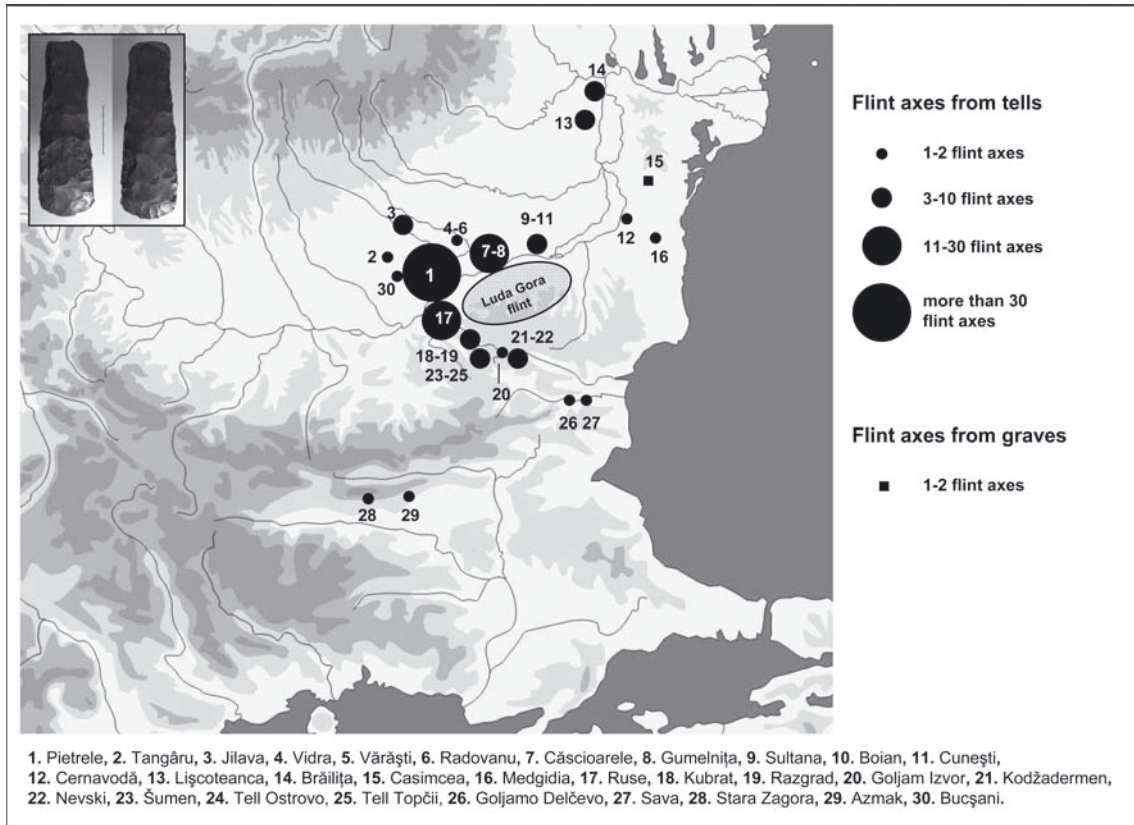 14
13
15
3
4-6
9-11
2
7-8
12
16
1
30
Luda Gora
flint
17
18-19
21-22
23-25
20
26 27
28 29
Flint axes from tells
1-2 flint axes
3-10 flint axes
11-30 flint axes
more than 30
flint axes
Flint axes from graves
1-2 flint axes
1. Pietrele, 2. Tangâru, 3. Jilava, 4. Vidra, 5. Vărăşti, 6. Radovanu, 7. Căscioarele, 8. Gumelniţa, 9. Sultana, 10. Boian, 11. Cuneşti,
12. Cernavodă, 13. Lişcoteanca, 14. Brăiliţa, 15. Casimcea, 16. Medgidia, 17. Ruse, 18. Kubrat, 19. Razgrad, 20. Goljam Izvor, 21. Kodžadermen,
22. Nevski, 23. Šumen, 24. Tell Ostrovo, 25. Tell Topčii, 26. Goljamo Delčevo, 27. Sava, 28. Stara Zagora, 29. Azmak, 30. Bucşani.